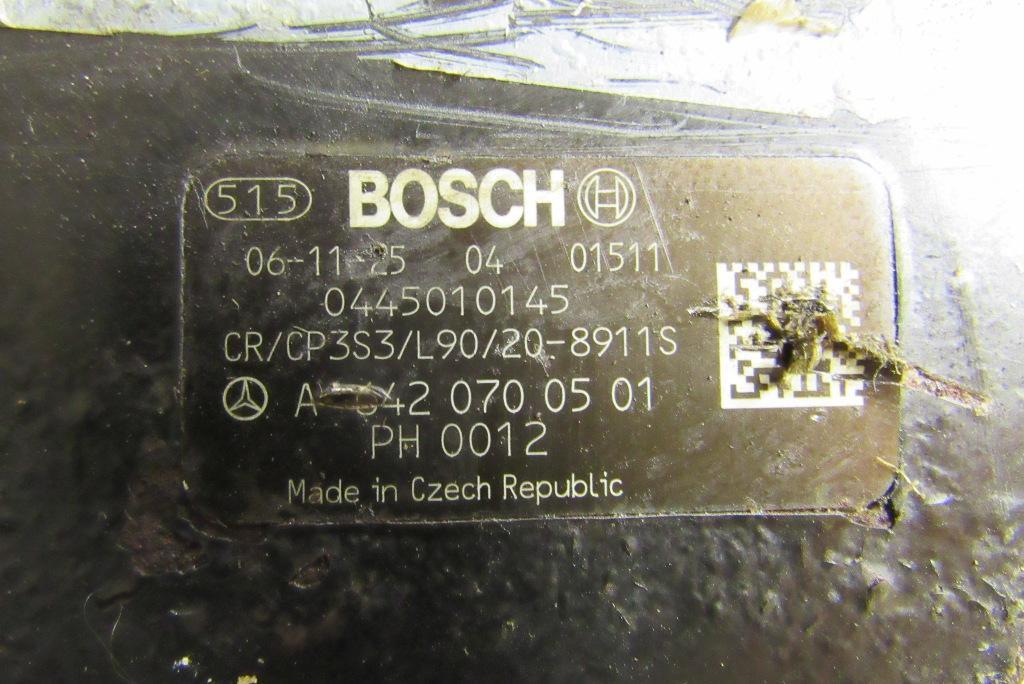 515 BOSCH
06-11-25 04 01511
0445010145
CR/CP3S3/L90/20-8911S
A 642 070 05 01
PH 0012
Made in Czech Republic